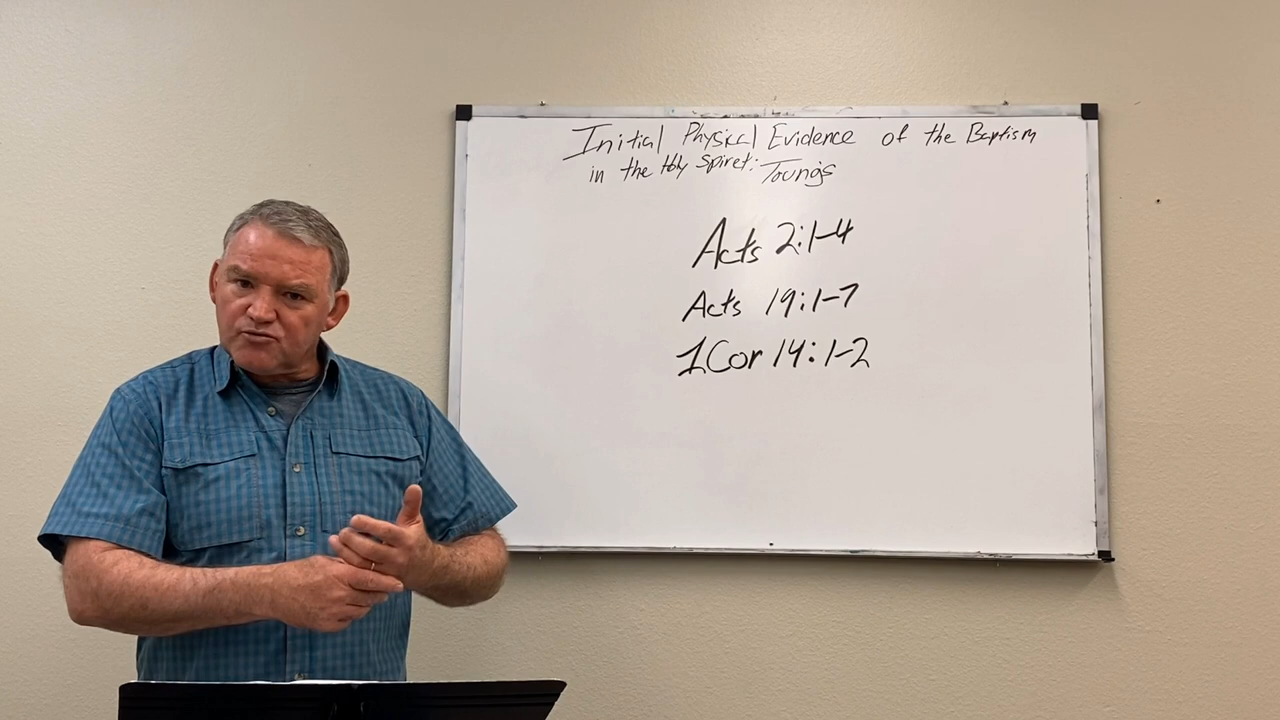 Initial Physical Evidence of the Baptism
in the Holy Spiret: Toungs
Acts 2:1-4
Acts 19:1-7
1Cor 14:1-2